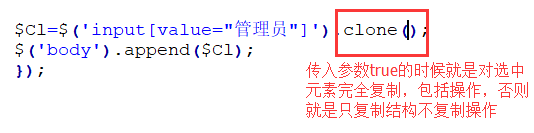 $Cl=$('input[value="管理员"]').clone();
$('body').append($Cl);
});
传入参数true的时候就是对选中
元素完全复制，包括操作，否则
就是只复制结构不复制操作